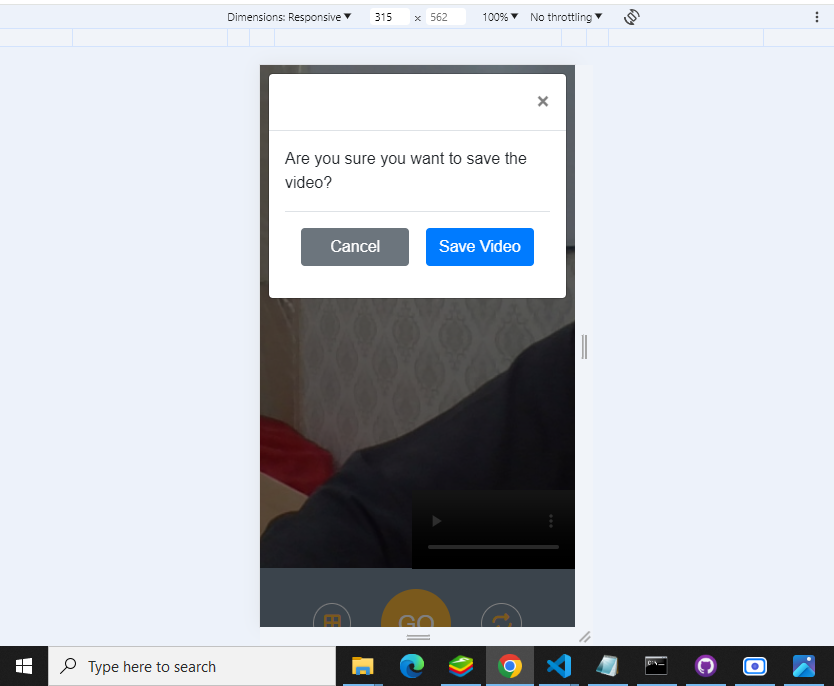 Dimensions: Responsive ▼ 315 × 562 100% ▼ No throttling ▼
×
Are you sure you want to save the
video?
Cancel Save Video
GO
Type here to search